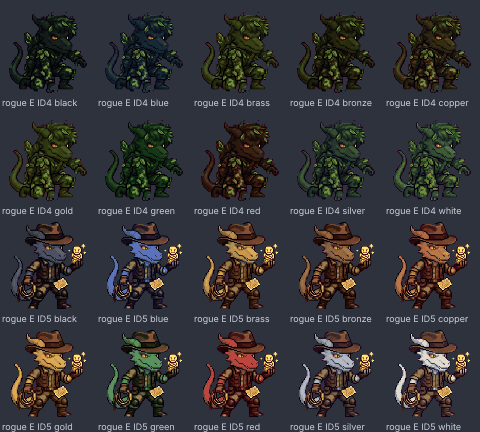 rogue E ID4 black
rogue E ID4 blue
rogue E ID4 brass
rogue E ID4 bronze
rogue E ID4 copper
rogue E ID4 gold
rogue E ID4 green
rogue E ID4 red
rogue E ID4 silver
rogue E ID4 white
rogue E ID5 black
rogue E ID5 blue
rogue E ID5 brass
rogue E ID5 bronze
rogue E ID5 copper
rogue E ID5 gold
rogue E ID5 green
rogue E ID5 red
rogue E ID5 silver
rogue E ID5 white